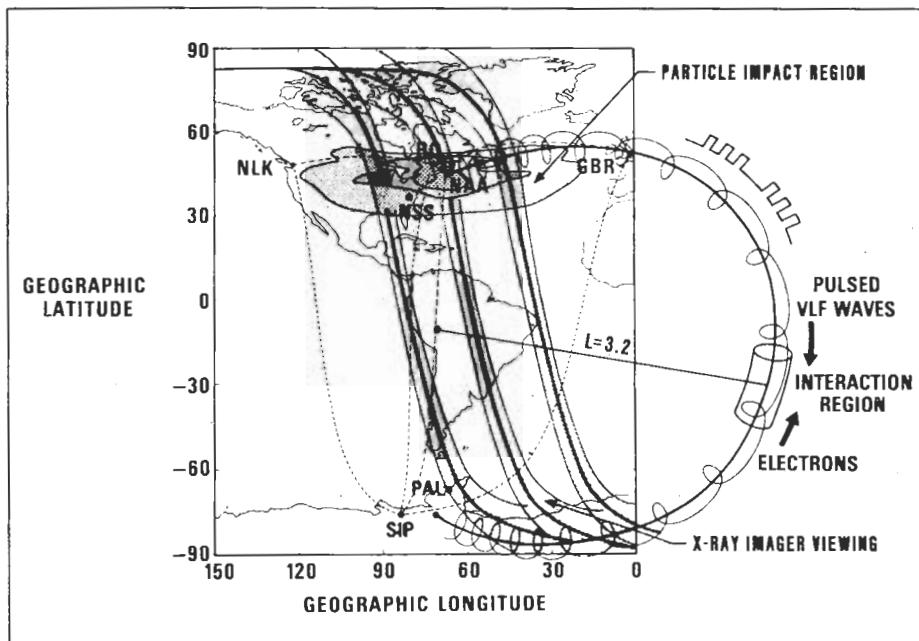 90
60
30
0
−30
−60
−90
GEOGRAPHIC
LATITUDE
150
120
90
60
30
0
GEOGRAPHIC LONGITUDE
NLK
NAA
NSS
GBR
PAL
SIP
PARTICLE IMPACT REGION
L=3.2
PULSED
VLF WAVES
INTERACTION
REGION
ELECTRONS
X-RAY IMAGER VIEWING